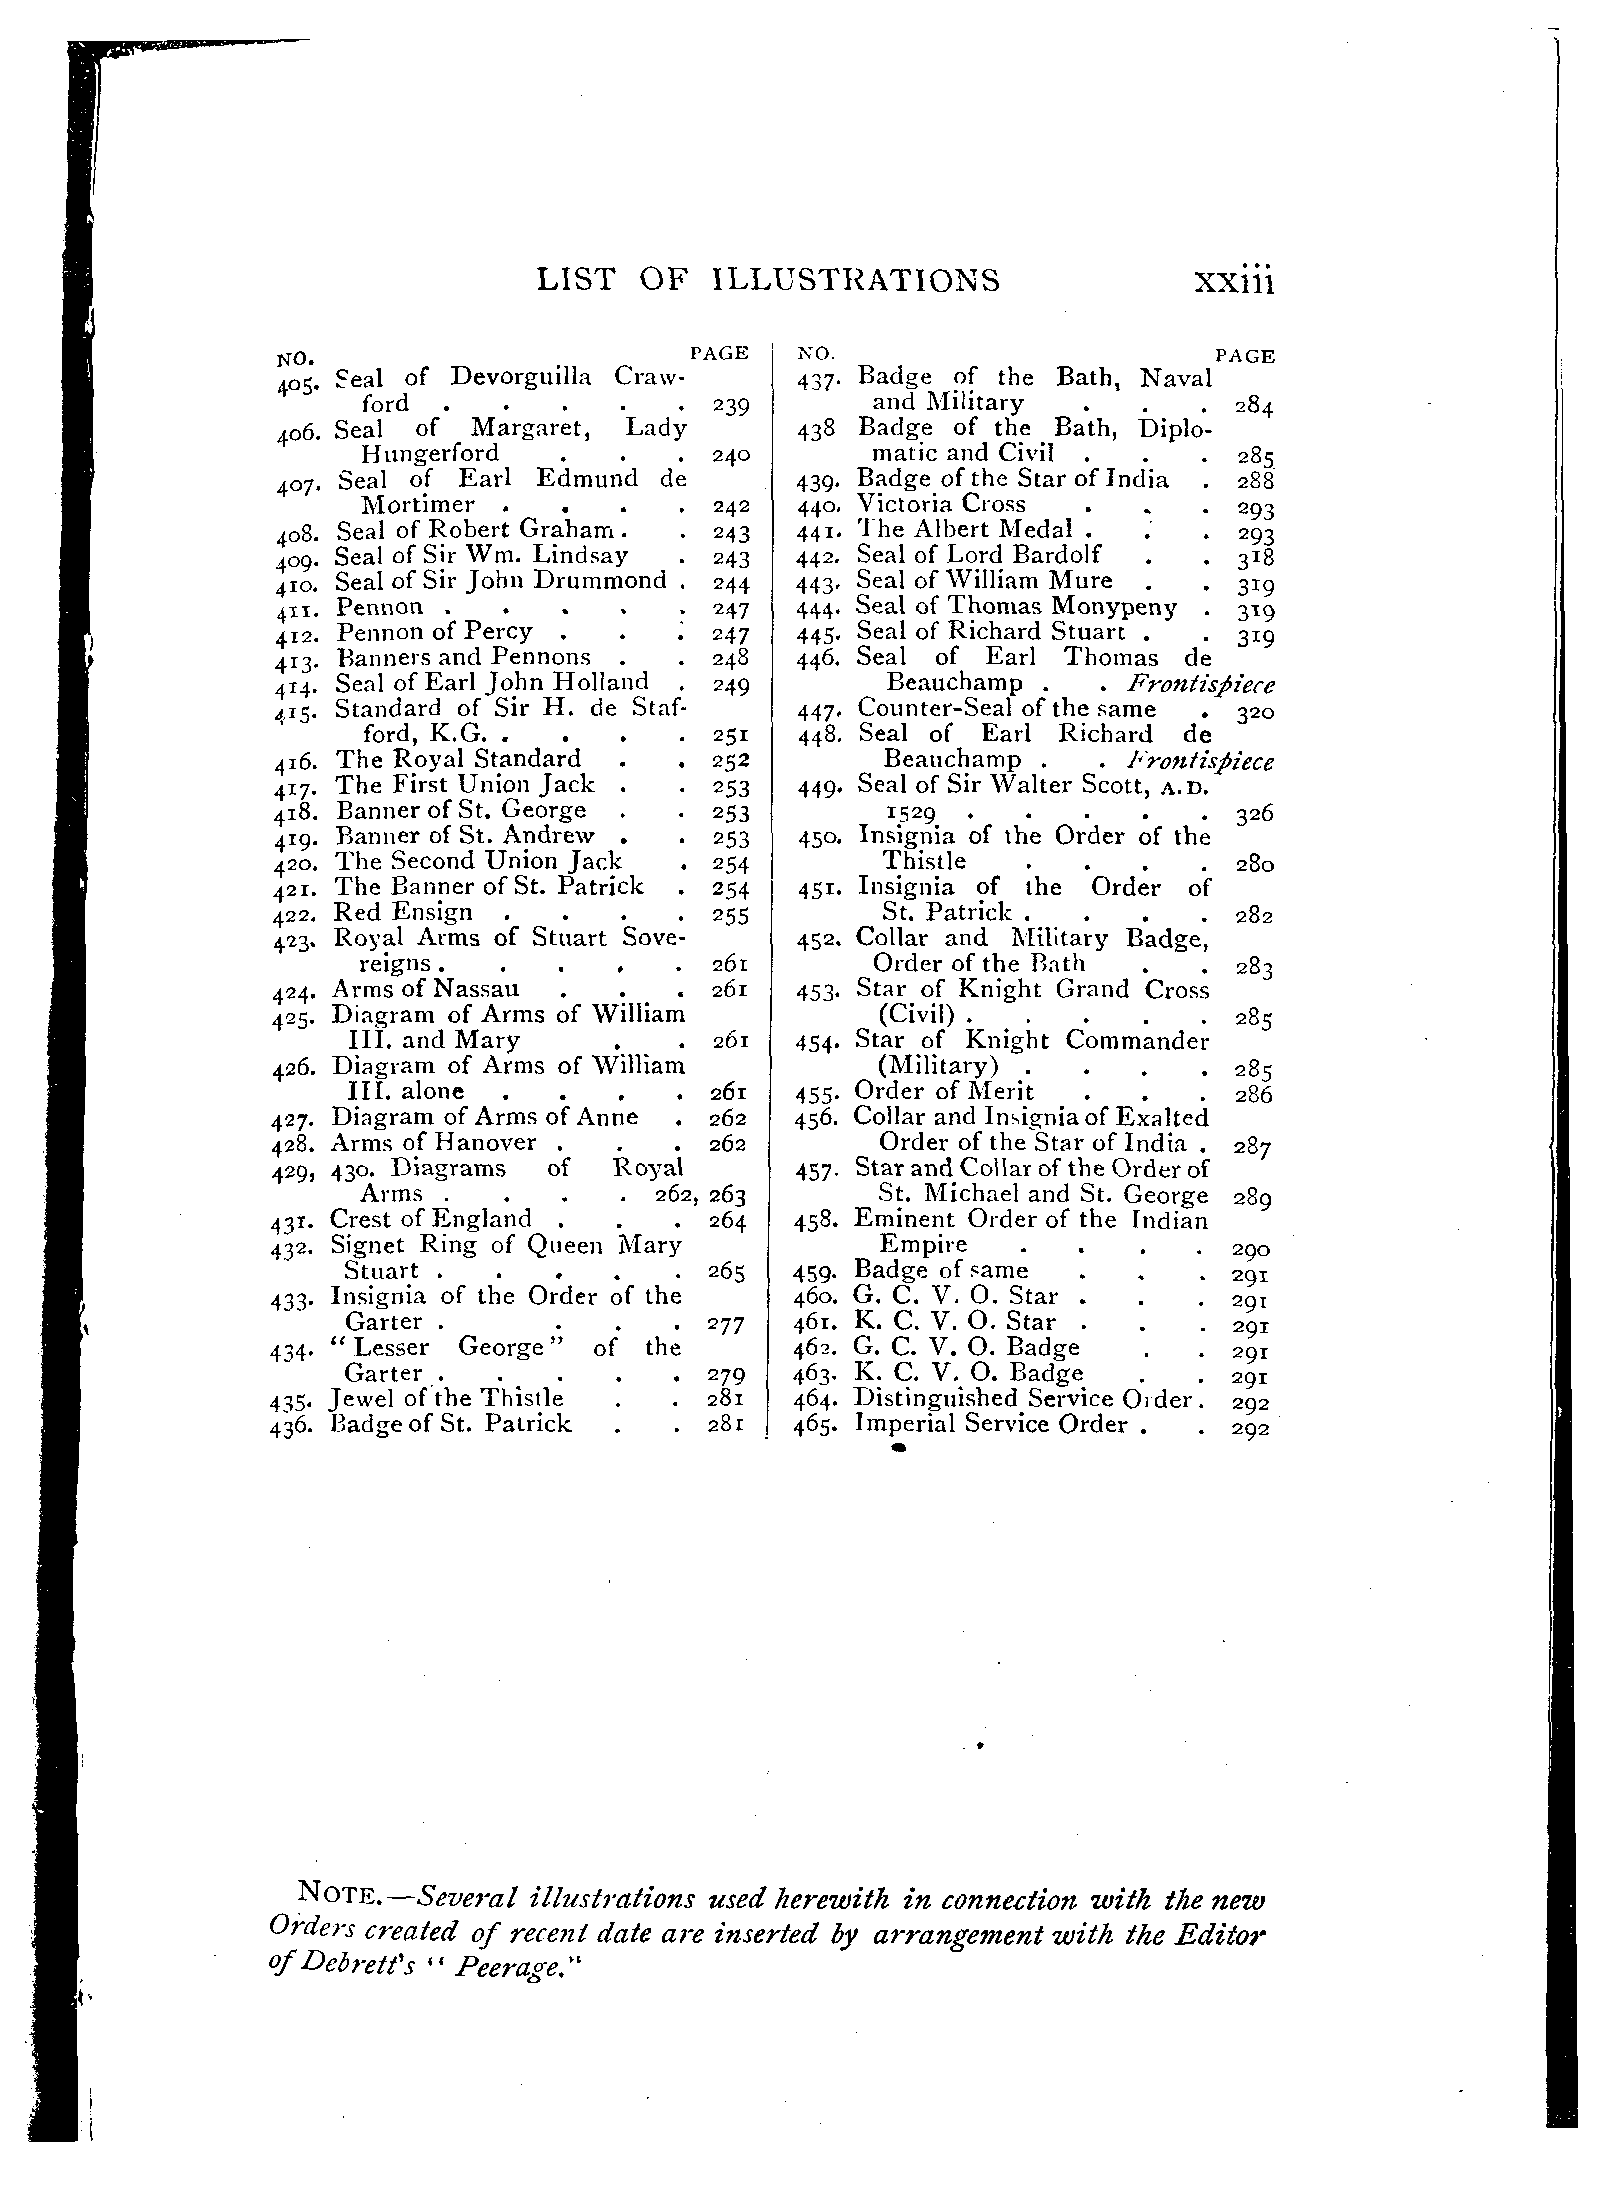 LIST OF ILLUSTRATIONS xxiii
NO. PAGE
405. Seal of Devorguilla Craw-
ford . . . . . 239
406. Seal of Margaret, Lady
Hungerford . . . 240
407. Seal of Earl Edmund de
Mortimer . . . . 242
408. Seal of Robert Graham . . 243
409. Seal of Sir Wm. Lindsay . 243
410. Seal of Sir John Drummond . 244
411. Pennon . . . . . 247
412. Pennon of Percy . . . 247
413. Banners and Pennons . . 248
414. Seal of Earl John Holland . 249
415. Standard of Sir H. de Staf-
ford, K.G. . . . . 251
416. The Royal Standard . . 252
417. The First Union Jack . . 253
418. Banner of St. George . . 253
419. Banner of St. Andrew . . 253
420. The Second Union Jack . 254
421. The Banner of St. Patrick . 254
422. Red Ensign . . . . 255
423. Royal Arms of Stuart Sove-
reigns . . . . . 261
424. Arms of Nassau . . . 261
425. Diagram of Arms of William
III. and Mary . . 261
426. Diagram of Arms of William
III. alone . . . . 261
427. Diagram of Arms of Anne . 262
428. Arms of Hanover . . . 262
429, 430. Diagrams of Royal
Arms . . . . 262, 263
431. Crest of England . . . 264
432. Signet Ring of Queen Mary
Stuart . . . . . 265
433. Insignia of the Order of the
Garter . . . . 277
434. "Lesser George" of the
Garter . . . . . 279
435. Jewel of the Thistle . . 281
436. Badge of St. Patrick . . 281
NO. PAGE
437. Badge of the Bath, Naval
and Military . . . 284
438 Badge of the Bath, Diplo-
matic and Civil . . . 285
439. Badge of the Star of India . 288
440. Victoria Cross . . . 293
441. The Albert Medal . . . 293
442. Seal of Lord Bardolf . . 318
443. Seal of William Mure . . 319
444. Seal of Thomas Monypeny . 319
445. Seal of Richard Stuart . . 319
446. Seal of Earl Thomas de
Beauchamp . . Frontispiece
447. Counter-Seal of the same . 320
448. Seal of Earl Richard de
Beauchamp . . Frontispiece
449. Seal of Sir Walter Scott, A.D.
1529 . . . . . 326
450. Insignia of the Order of the
Thistle . . . . 280
451. Insignia of the Order of
St. Patrick . . . . 282
452. Collar and Military Badge,
Order of the Bath . . 283
453. Star of Knight Grand Cross
(Civil) . . . . . 285
454. Star of Knight Commander
(Military) . . . . 285
455. Order of Merit . . . 286
456. Collar and Insignia of Exalted
Order of the Star of India . 287
457. Star and Collar of the Order of
St. Michael and St. George 289
458. Eminent Order of the Indian
Empire . . . . 290
459. Badge of same . . . 291
460. G. C. V. O. Star . . . 291
461. K. C. V. O. Star . . . 291
462. G. C. V. O. Badge . . 291
463. K. C. V. O. Badge . . 291
464. Distinguished Service Order . 292
465. Imperial Service Order . . 292
NOTE.—Several illustrations used herewith in connection with the new
Orders created of recent date are inserted by arrangement with the Editor
of Debrett's "Peerage."